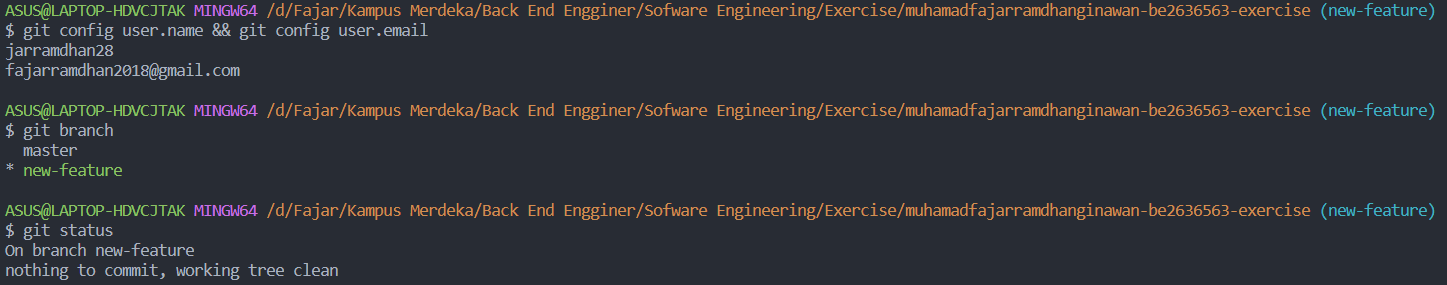 ASUS@LAPTOP-HDVCJTAK MINGW64 /d/Fajar/Kampus Merdeka/Back End Engginer/Sofware Engineering/Exercise/muhamadfajarramdhanginawan-be2636563-exercise (new-feature)
$ git config user.name && git config user.email
jarramdhan28
fajarramdhan2018@gmail.com
ASUS@LAPTOP-HDVCJTAK MINGW64 /d/Fajar/Kampus Merdeka/Back End Engginer/Sofware Engineering/Exercise/muhamadfajarramdhanginawan-be2636563-exercise (new-feature)
$ git branch
master
* new-feature
ASUS@LAPTOP-HDVCJTAK MINGW64 /d/Fajar/Kampus Merdeka/Back End Engginer/Sofware Engineering/Exercise/muhamadfajarramdhanginawan-be2636563-exercise (new-feature)
$ git status
On branch new-feature
nothing to commit, working tree clean